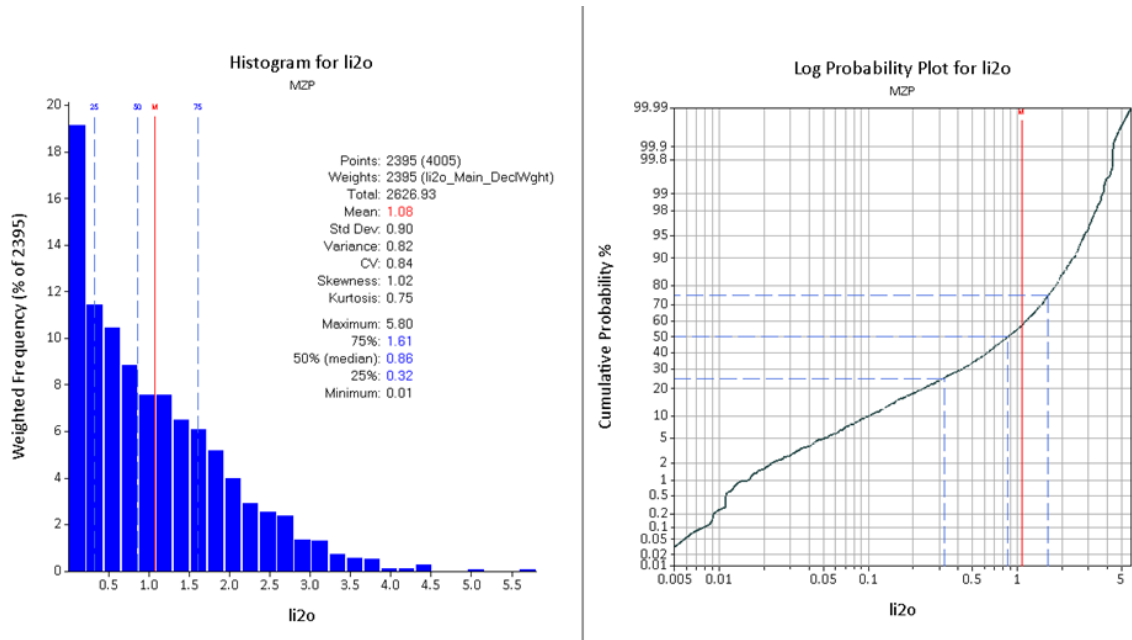 Histogram for li2o
MZP
25 50 M 75
20
18
16
14
12
10
8
6
4
2
0
Weighted Frequency (% of 2395)
Points: 2395 (4005)
Weights: 2395 (li2o_Main_DeclWght)
Total: 2626.93
Mean: 1.08
Std Dev: 0.90
Variance: 0.82
CV: 0.84
Skewness: 1.02
Kurtosis: 0.75
Maximum: 5.80
75%: 1.61
50% (median): 0.86
25%: 0.32
Minimum: 0.01
0.5 1.0 1.5 2.0 2.5 3.0 3.5 4.0 4.5 5.0 5.5
li2o
Log Probability Plot for li2o
MZP
M
99.99
99.9
99.8
99
98
95
90
80
70
60
50
40
30
20
10
5
2
1
0.5
0.2
0.1
0.05
0.02
0.01
Cumulative Probability %
0.005 0.01 0.05 0.1 0.5 1 5
li2o